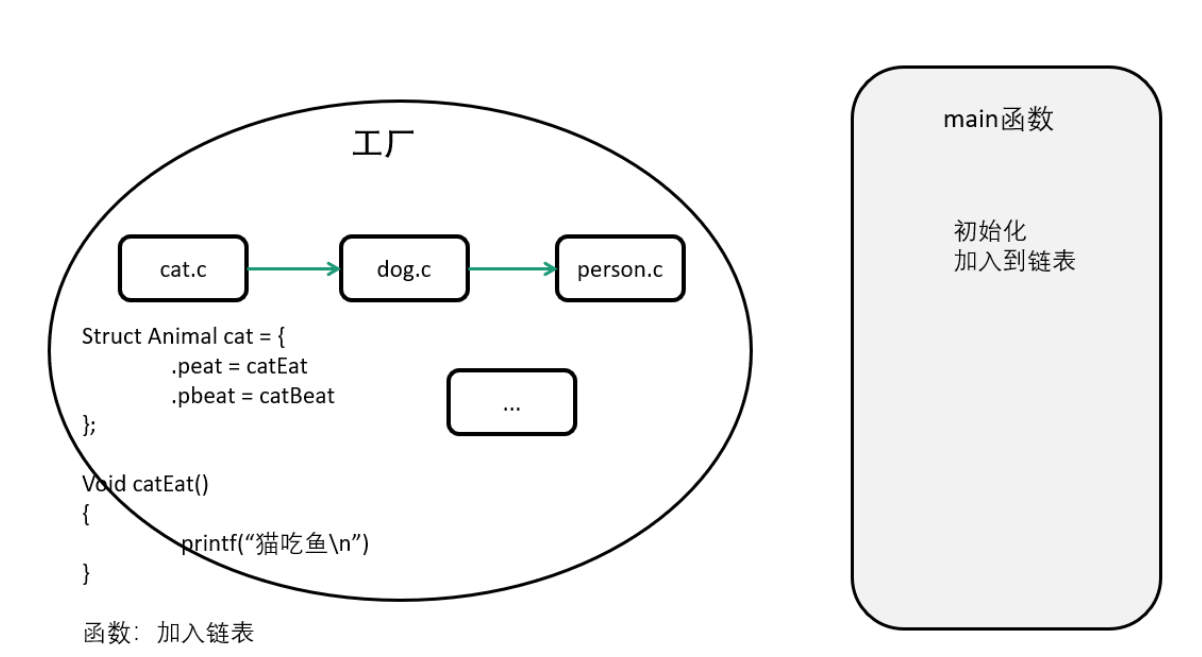 工厂
cat.c
dog.c
person.c
Struct Animal cat = {
.peat = catEat
.pbeat = catBeat
};
...
Void catEat()
{
printf(“猫吃鱼\n”)
}
函数：加入链表
main函数
初始化
加入到链表